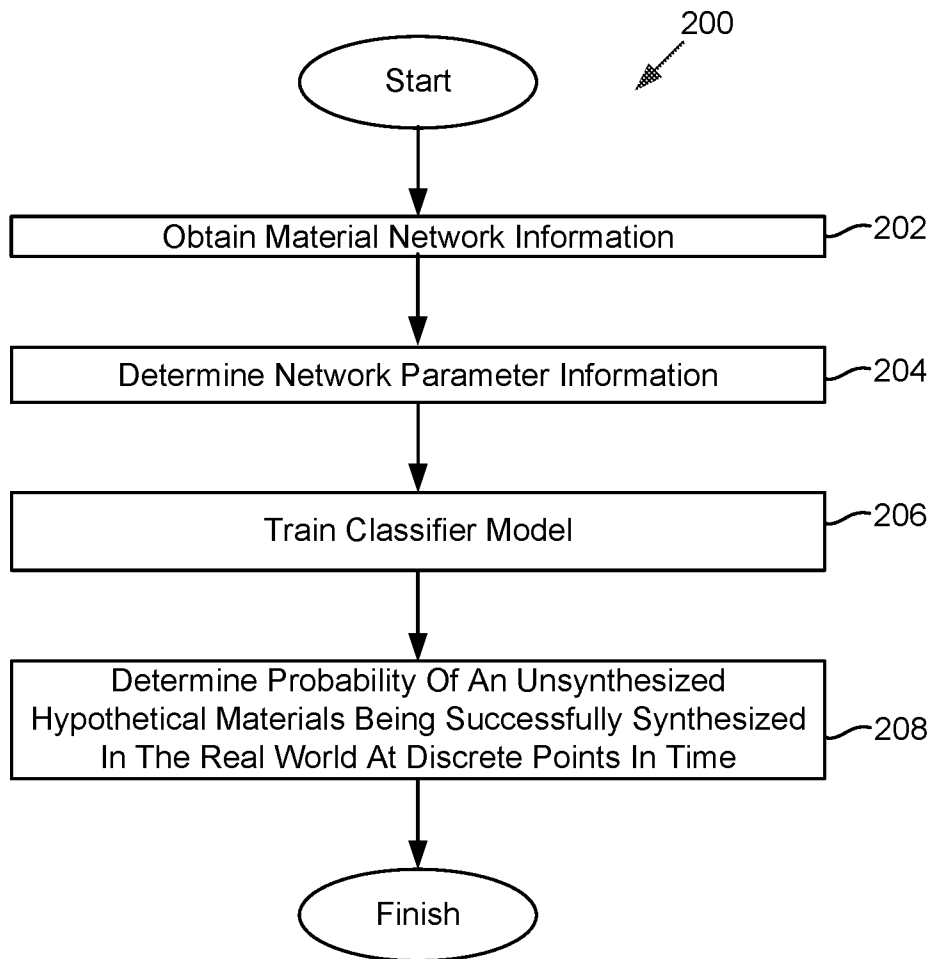 200
Start
Obtain Material Network Information
202
Determine Network Parameter Information
204
Train Classifier Model
206
Determine Probability Of An Unsynthesized
Hypothetical Materials Being Successfully Synthesized
In The Real World At Discrete Points In Time
208
Finish